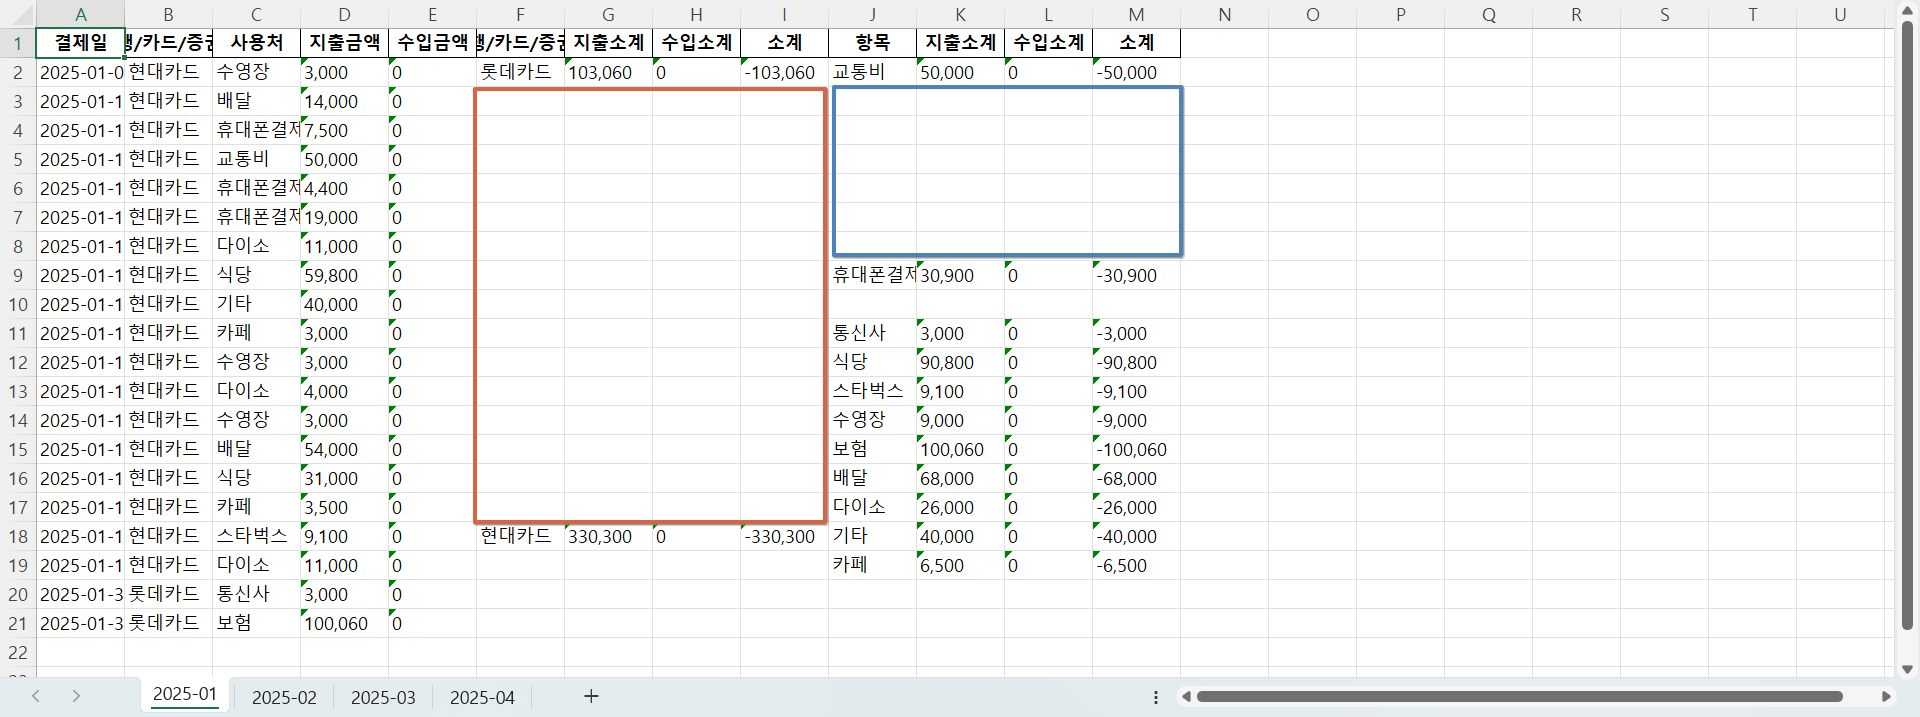 A B C D E F G H I J K L M N O P Q R S T U
1 결제일 행/카드/증권 사용처 지출금액 수입금액 행/카드/증권 지출소계 수입소계 소계 항목 지출소계 수입소계 소계
2 2025-01-0 현대카드 수영장 3,000 0 롯데카드 103,060 0 -103,060 교통비 50,000 0 -50,000
3 2025-01-1 현대카드 배달 14,000 0
4 2025-01-1 현대카드 휴대폰결제 7,500 0
5 2025-01-1 현대카드 교통비 50,000 0
6 2025-01-1 현대카드 휴대폰결제 4,400 0
7 2025-01-1 현대카드 휴대폰결제 19,000 0
8 2025-01-1 현대카드 다이소 11,000 0
9 2025-01-1 현대카드 식당 59,800 0 휴대폰결제 30,900 0 -30,900
10 2025-01-1 현대카드 기타 40,000 0
11 2025-01-1 현대카드 카페 3,000 0 통신사 3,000 0 -3,000
12 2025-01-1 현대카드 수영장 3,000 0 식당 90,800 0 -90,800
13 2025-01-1 현대카드 다이소 4,000 0 스타벅스 9,100 0 -9,100
14 2025-01-1 현대카드 수영장 3,000 0 수영장 9,000 0 -9,000
15 2025-01-1 현대카드 배달 54,000 0 보험 100,060 0 -100,060
16 2025-01-1 현대카드 식당 31,000 0 배달 68,000 0 -68,000
17 2025-01-1 현대카드 카페 3,500 0 다이소 26,000 0 -26,000
18 2025-01-1 현대카드 스타벅스 9,100 0 현대카드 330,300 0 -330,300 기타 40,000 0 -40,000
19 2025-01-1 현대카드 다이소 11,000 0 카페 6,500 0 -6,500
20 2025-01-3 롯데카드 통신사 3,000 0
21 2025-01-3 롯데카드 보험 100,060 0
22
2025-01 2025-02 2025-03 2025-04